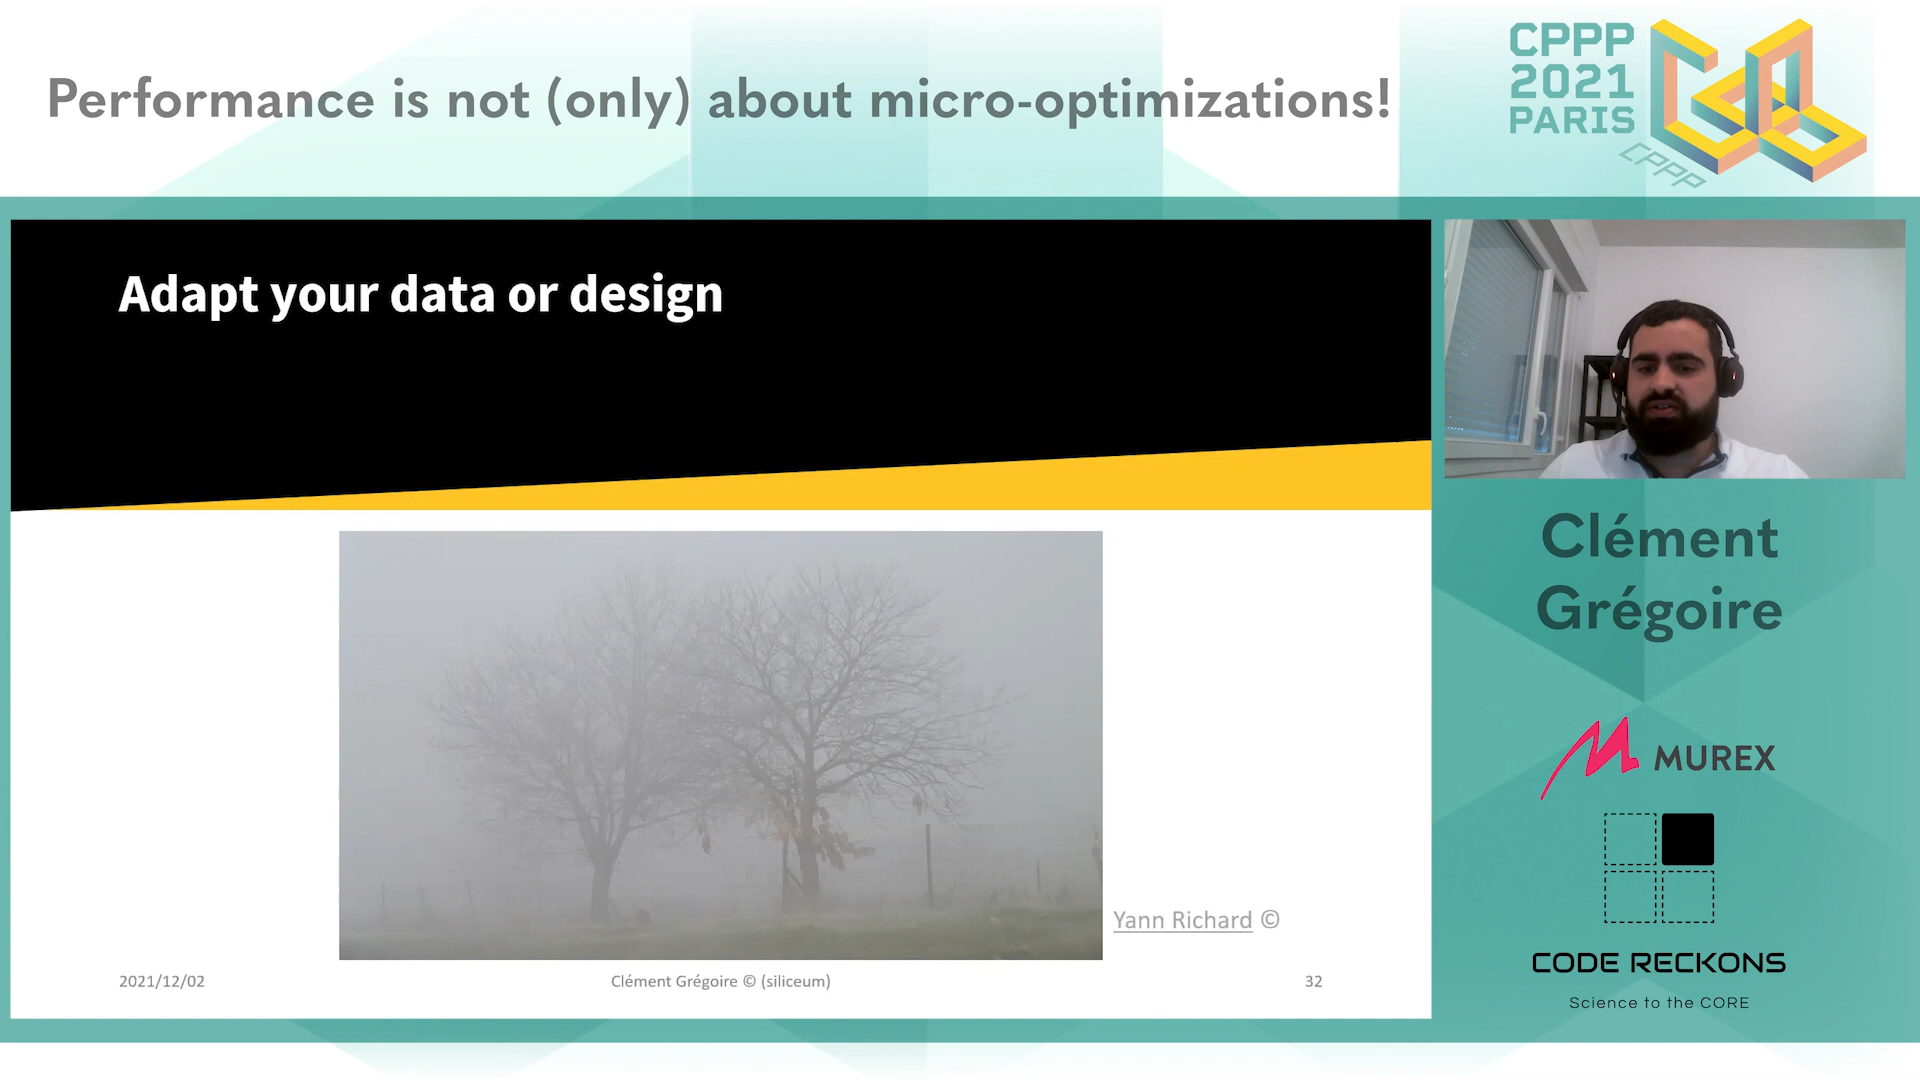 Performance is not (only) about micro-optimizations!
CPPP
2021
PARIS
CPPP
Adapt your data or design
Yann Richard ©
2021/12/02
Clément Grégoire © (siliceum)
32
Clément
Grégoire
MUREX
CODE RECKONS
Science to the CORE